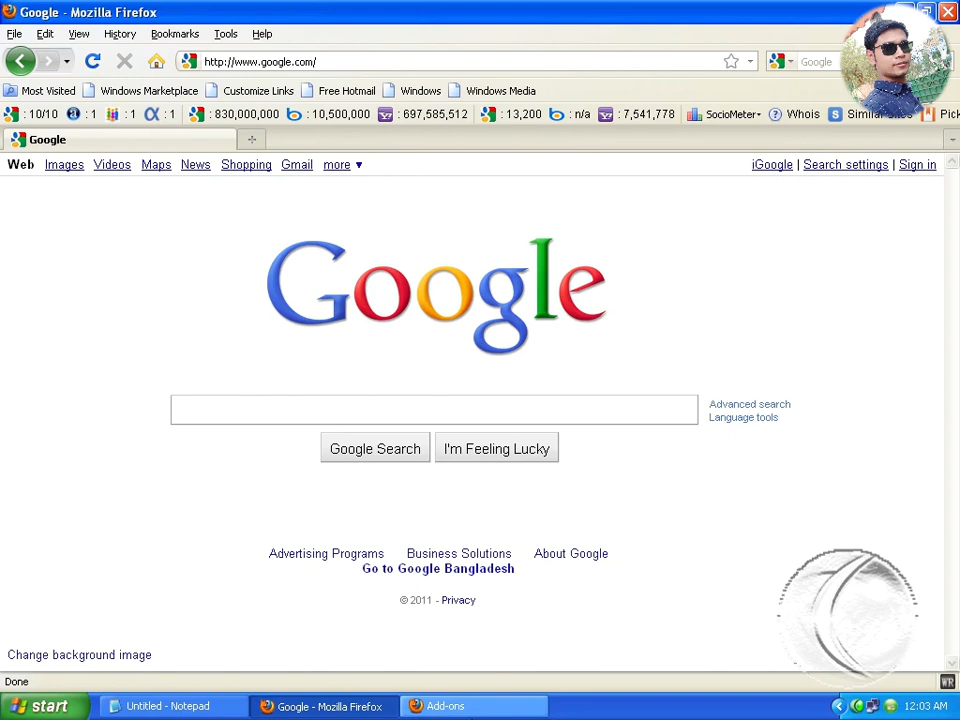 Google - Mozilla Firefox
File Edit View History Bookmarks Tools Help
http://www.google.com/ Google
Most Visited Windows Marketplace Customize Links Free Hotmail Windows Windows Media
: 10/10 : 1 : 1 : 1 : 830,000,000 : 10,500,000 : 697,585,512 : 13,200 : n/a : 7,541,778 SocioMeter Whois Similar Sites Pick
Google
Web Images Videos Maps News Shopping Gmail more iGoogle | Search settings | Sign in
Google
Advanced search
Language tools
Google Search I'm Feeling Lucky
Advertising Programs Business Solutions About Google
Go to Google Bangladesh
© 2011 - Privacy
Change background image
Done WR
start Untitled - Notepad Google - Mozilla Firefox Add-ons 12:03 AM